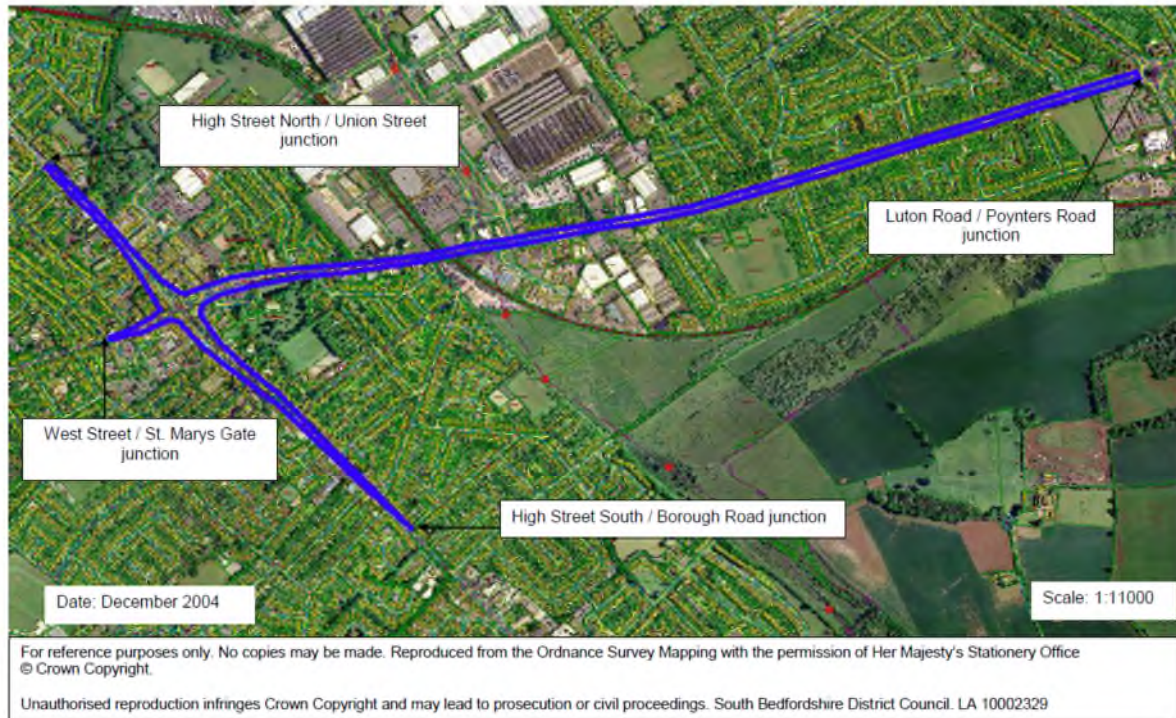 High Street North / Union Street
junction
Luton Road / Poynters Road
junction
West Street / St. Marys Gate
junction
High Street South / Borough Road junction
Date: December 2004
Scale: 1:11000
For reference purposes only. No copies may be made. Reproduced from the Ordnance Survey Mapping with the permission of Her Majesty's Stationery Office
© Crown Copyright.
Unauthorised reproduction infringes Crown Copyright and may lead to prosecution or civil proceedings. South Bedfordshire District Council. LA 10002329